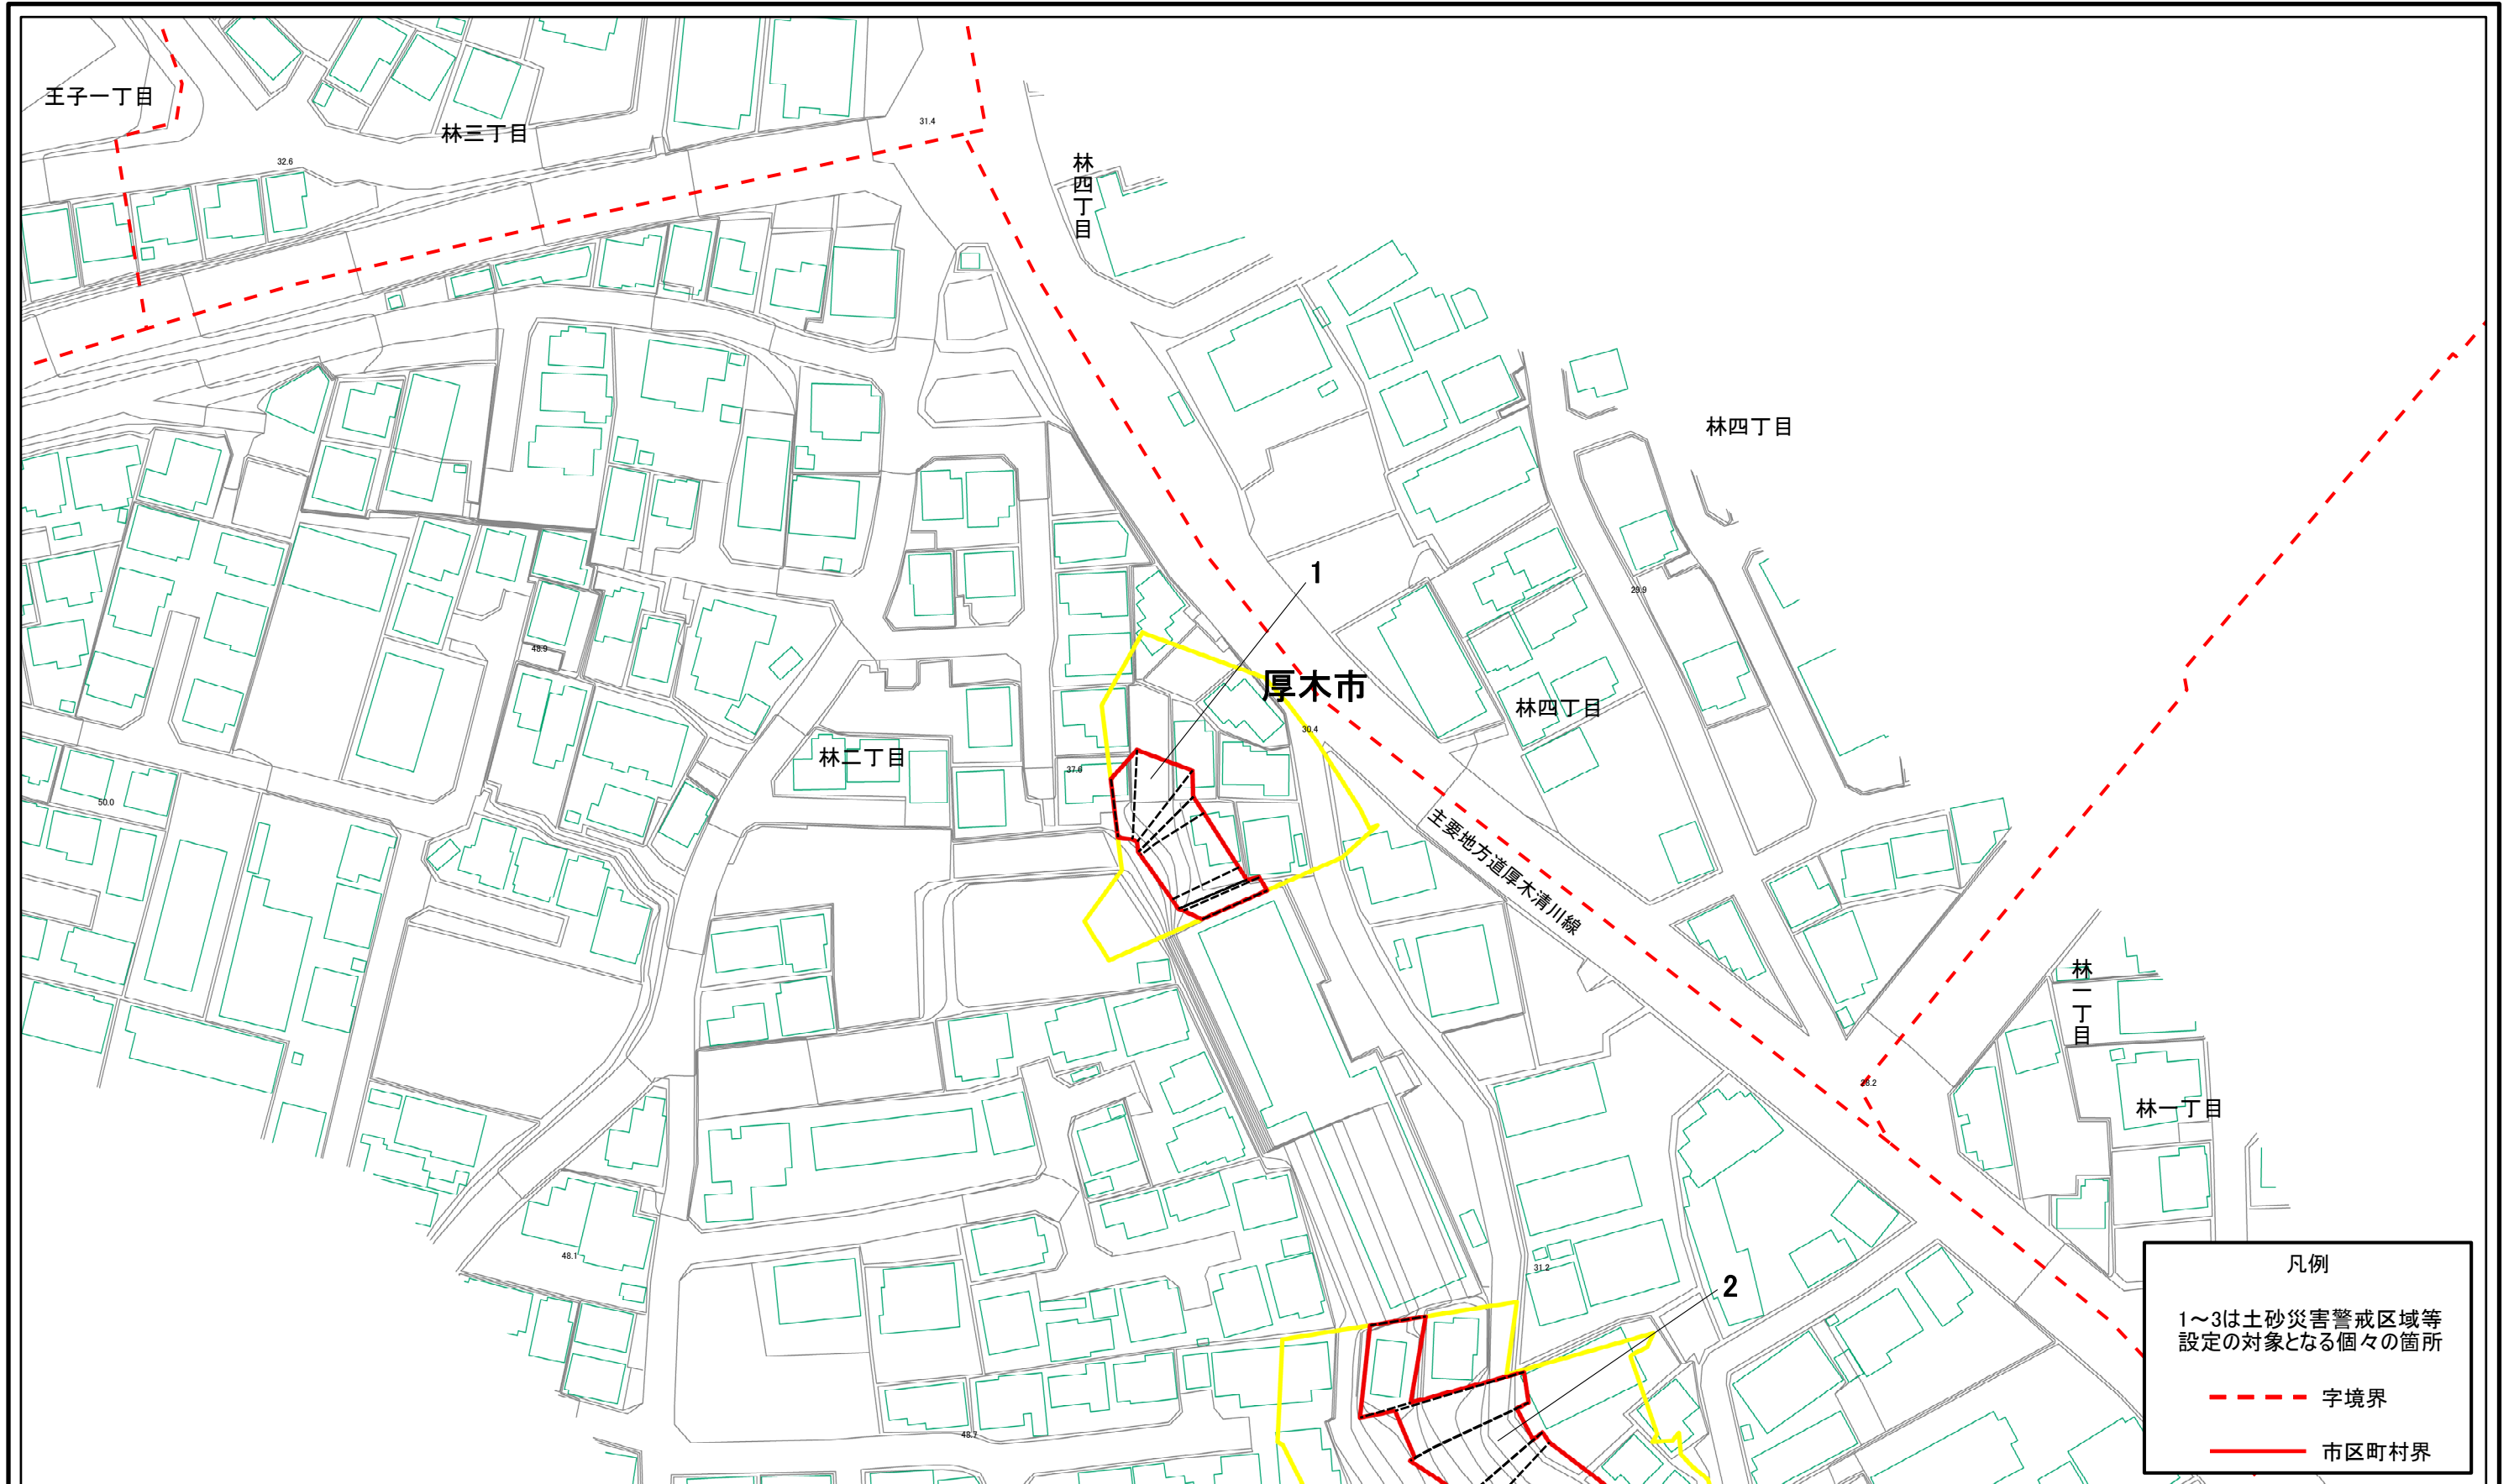 王子一丁目
林三丁目
32.6
31.4
林四丁目
林四丁目
1
29.9
48.9
厚木市
林四丁目
30.4
林二丁目
37.6
50.0
主要地方道厚木清川線
林一丁目
28.2
林一丁目
48.1
31.2
2
48.7
凡例
1～3は土砂災害警戒区域等
設定の対象となる個々の箇所
字境界
市区町村界